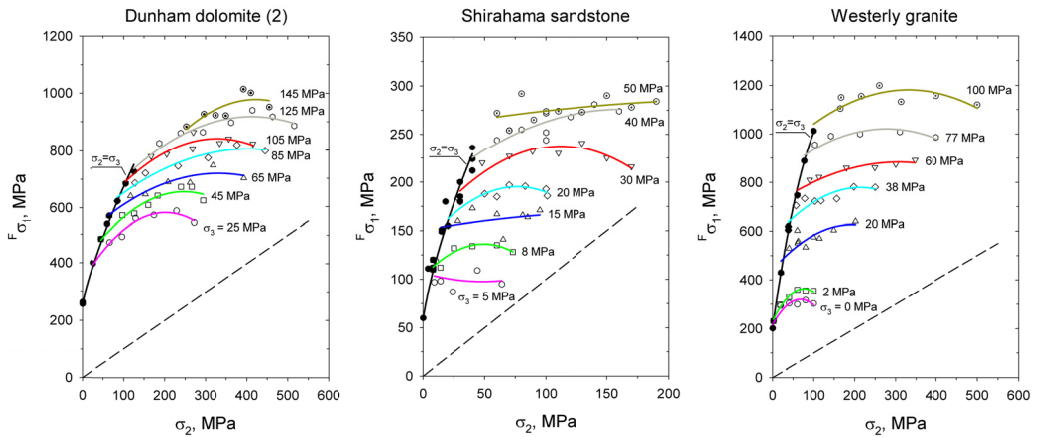 Dunham dolomite (2)
Shirahama sardstone
Westerly granite
1200
1000
800
600
400
200
0
Fσ1, MPa
0 100 200 300 400 500 600
σ2, MPa
σ2=σ3
145 MPa
125 MPa
105 MPa
85 MPa
65 MPa
45 MPa
σ3 = 25 MPa
350
300
250
200
150
100
50
0
Fσ1, MPa
0 50 100 150 200
σ2, MPa
σ2=σ3
50 MPa
40 MPa
30 MPa
20 MPa
15 MPa
8 MPa
σ3 = 5 MPa
1400
1200
1000
800
600
400
200
0
Fσ1, MPa
0 100 200 300 400 500 600
σ2, MPa
σ2=σ3
100 MPa
77 MPa
60 MPa
38 MPa
20 MPa
2 MPa
σ3 = 0 MPa